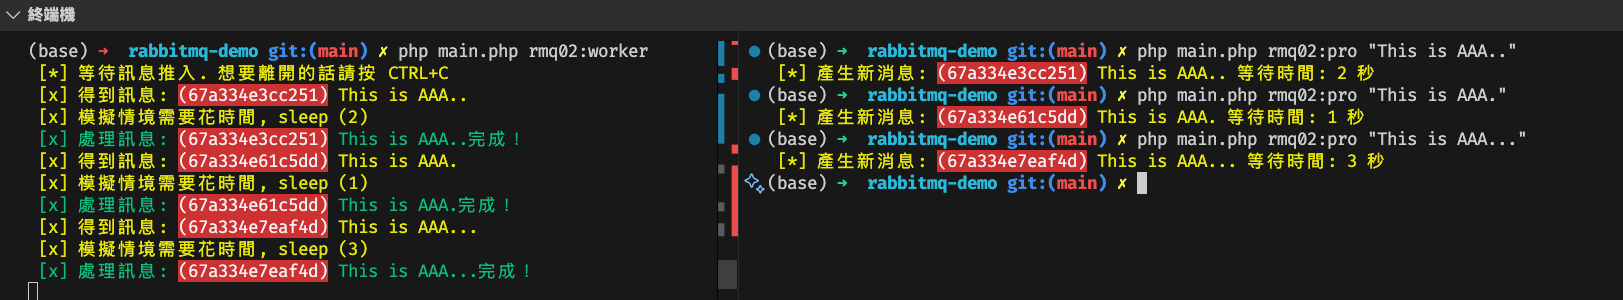 終端機
(base) ➜  rabbitmq-demo git:(main) ✗ php main.php rmq02:worker
[*] 等待訊息推入. 想要離開的話請按 CTRL+C
[x] 得到訊息: (67a334e3cc251) This is AAA..
[x] 模擬情境需要花時間, sleep (2)
[x] 處理訊息: (67a334e3cc251) This is AAA..完成！
[x] 得到訊息: (67a334e61c5dd) This is AAA.
[x] 模擬情境需要花時間, sleep (1)
[x] 處理訊息: (67a334e61c5dd) This is AAA.完成！
[x] 得到訊息: (67a334e7eaf4d) This is AAA...
[x] 模擬情境需要花時間, sleep (3)
[x] 處理訊息: (67a334e7eaf4d) This is AAA...完成！
(base) ➜  rabbitmq-demo git:(main) ✗ php main.php rmq02:pro "This is AAA.."
[*] 產生新消息: (67a334e3cc251) This is AAA.. 等待時間: 2 秒
(base) ➜  rabbitmq-demo git:(main) ✗ php main.php rmq02:pro "This is AAA."
[*] 產生新消息: (67a334e61c5dd) This is AAA. 等待時間: 1 秒
(base) ➜  rabbitmq-demo git:(main) ✗ php main.php rmq02:pro "This is AAA..."
[*] 產生新消息: (67a334e7eaf4d) This is AAA... 等待時間: 3 秒
(base) ➜  rabbitmq-demo git:(main) ✗